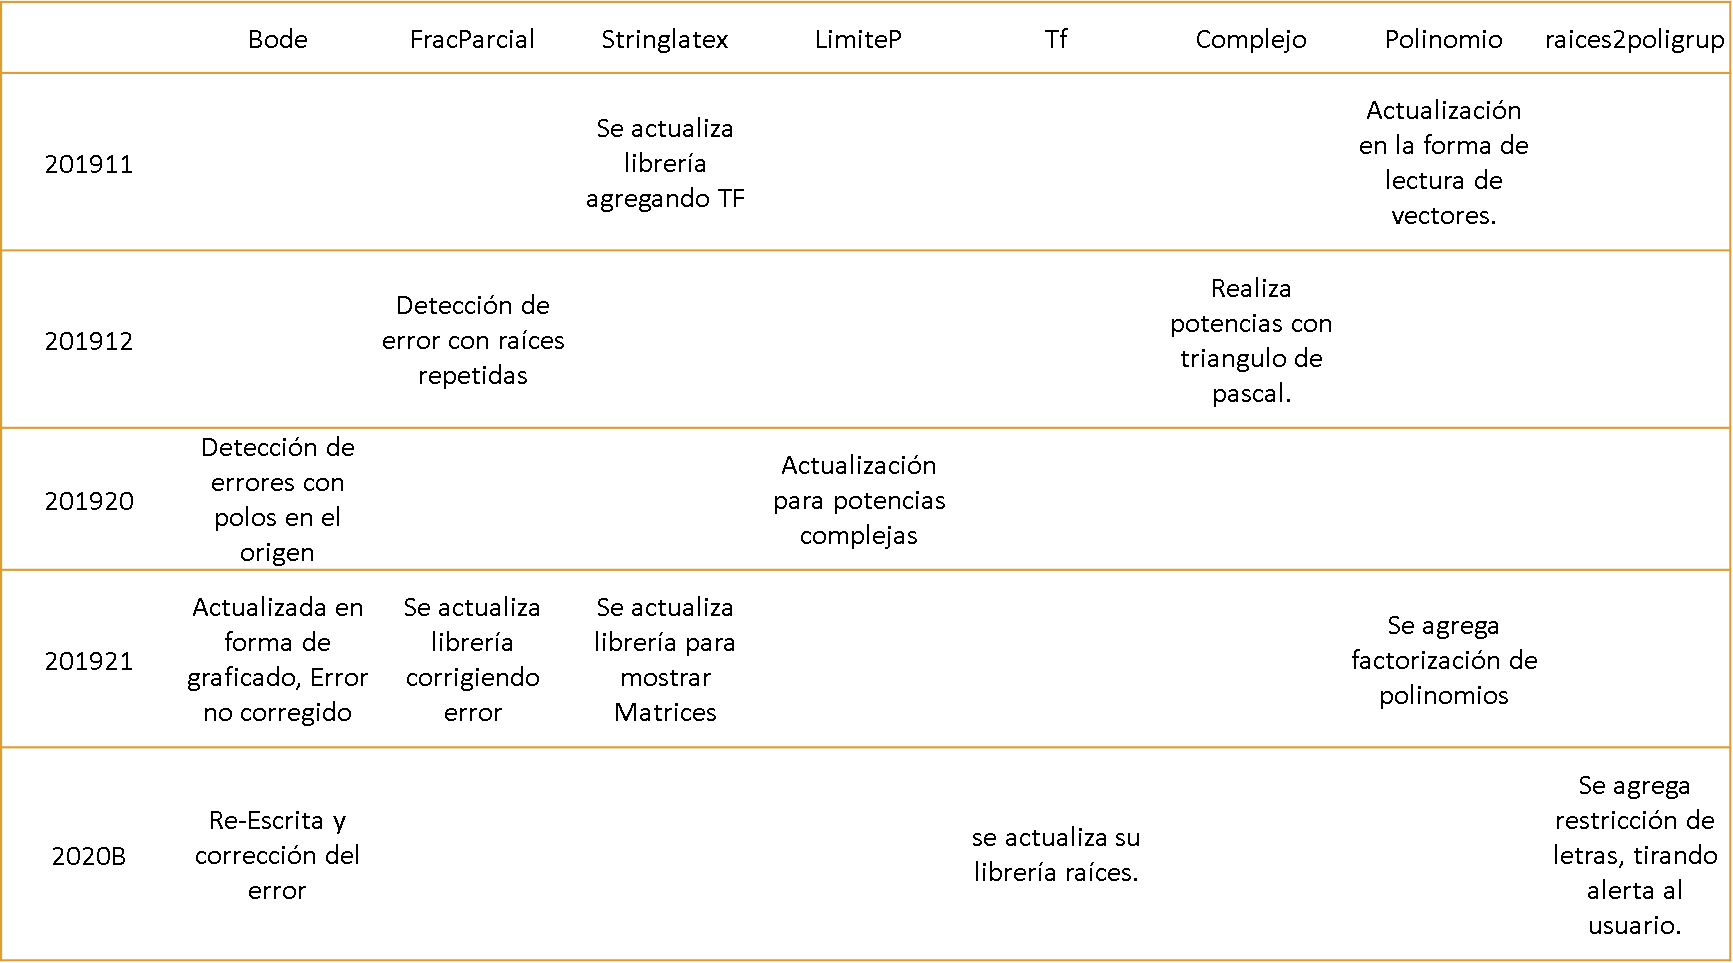 Bode FracParcial Stringlatex LimiteP Tf Complejo Polinomio raices2poligrup
201911
Se actualiza
librería
agregando TF
Actualización
en la forma de
lectura de
vectores.
201912
Detección de
error con raíces
repetidas
Realiza
potencias con
triangulo de
pascal.
201920
Detección de
errores con
polos en el
origen
Actualización
para potencias
complejas
201921
Actualizada en
forma de
graficado, Error
no corregido
Se actualiza
librería
corrigiendo
error
Se actualiza
librería para
mostrar
Matrices
Se agrega
factorización de
polinomios
2020B
Re-Escrita y
corrección del
error
se actualiza su
librería raíces.
Se agrega
restricción de
letras, tirando
alerta al
usuario.